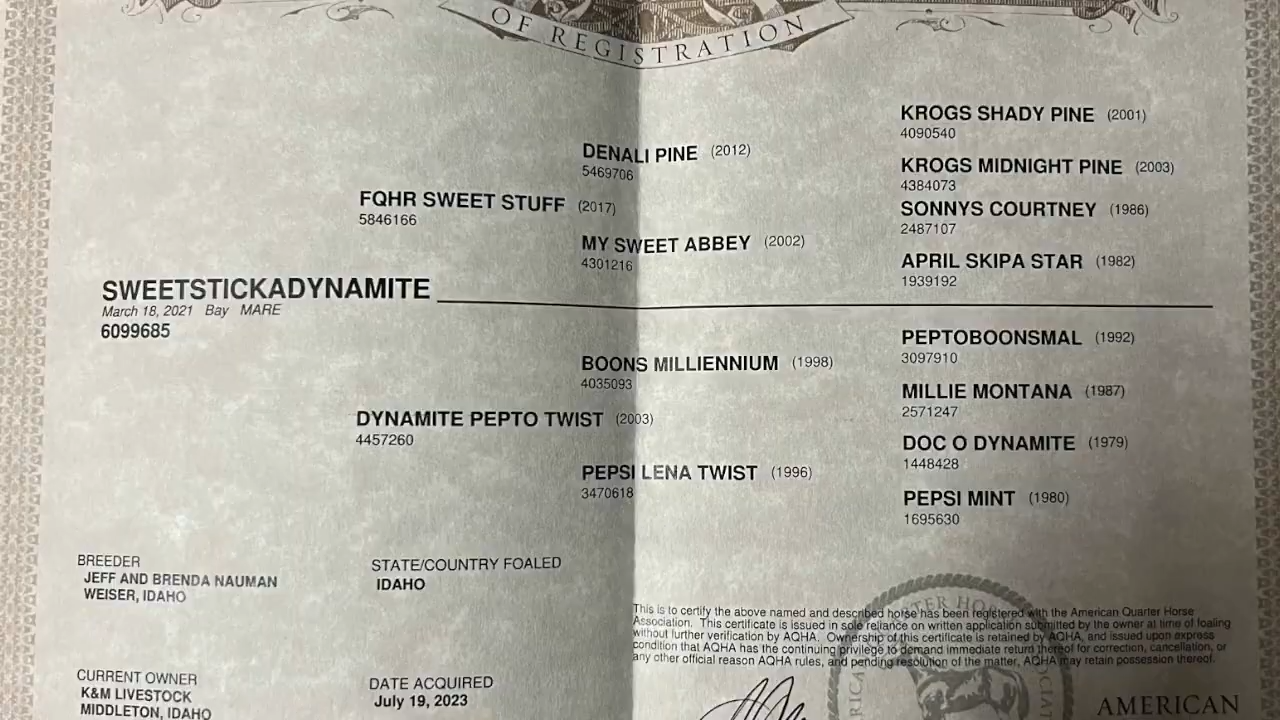 OF REGISTRATION
KROGS SHADY PINE (2001)
4090540
DENALI PINE (2012)
5469706
KROGS MIDNIGHT PINE (2003)
4384073
FQHR SWEET STUFF (2017)
5846166
SONNYS COURTNEY (1986)
2487107
MY SWEET ABBEY (2002)
4301216
APRIL SKIPA STAR (1982)
1939192
SWEETSTICKADYNAMITE
March 18, 2021 Bay MARE
6099685
PEPTOBOONSMAL (1992)
3097910
BOONS MILLIENNIUM (1998)
4035093
MILLIE MONTANA (1987)
2571247
DYNAMITE PEPTO TWIST (2003)
4457260
DOC O DYNAMITE (1979)
1448428
PEPSI LENA TWIST (1996)
3470618
PEPSI MINT (1980)
1695630
BREEDER
JEFF AND BRENDA NAUMAN
WEISER, IDAHO
STATE/COUNTRY FOALED
IDAHO
This is to certify the above named and described horse has been registered with the American Quarter Horse
Association. This certificate is issued in sole reliance on written application submitted by the owner at time of foaling
without further verification by AQHA. Ownership of this certificate is retained by AQHA, and issued upon express
condition that AQHA has the continuing privilege to demand immediate return thereof for correction, cancellation, or
any other official reason AQHA rules, and pending resolution of the matter, AQHA may retain possession thereof.
CURRENT OWNER
K&M LIVESTOCK
MIDDLETON, IDAHO
DATE ACQUIRED
July 19, 2023
AMERICAN